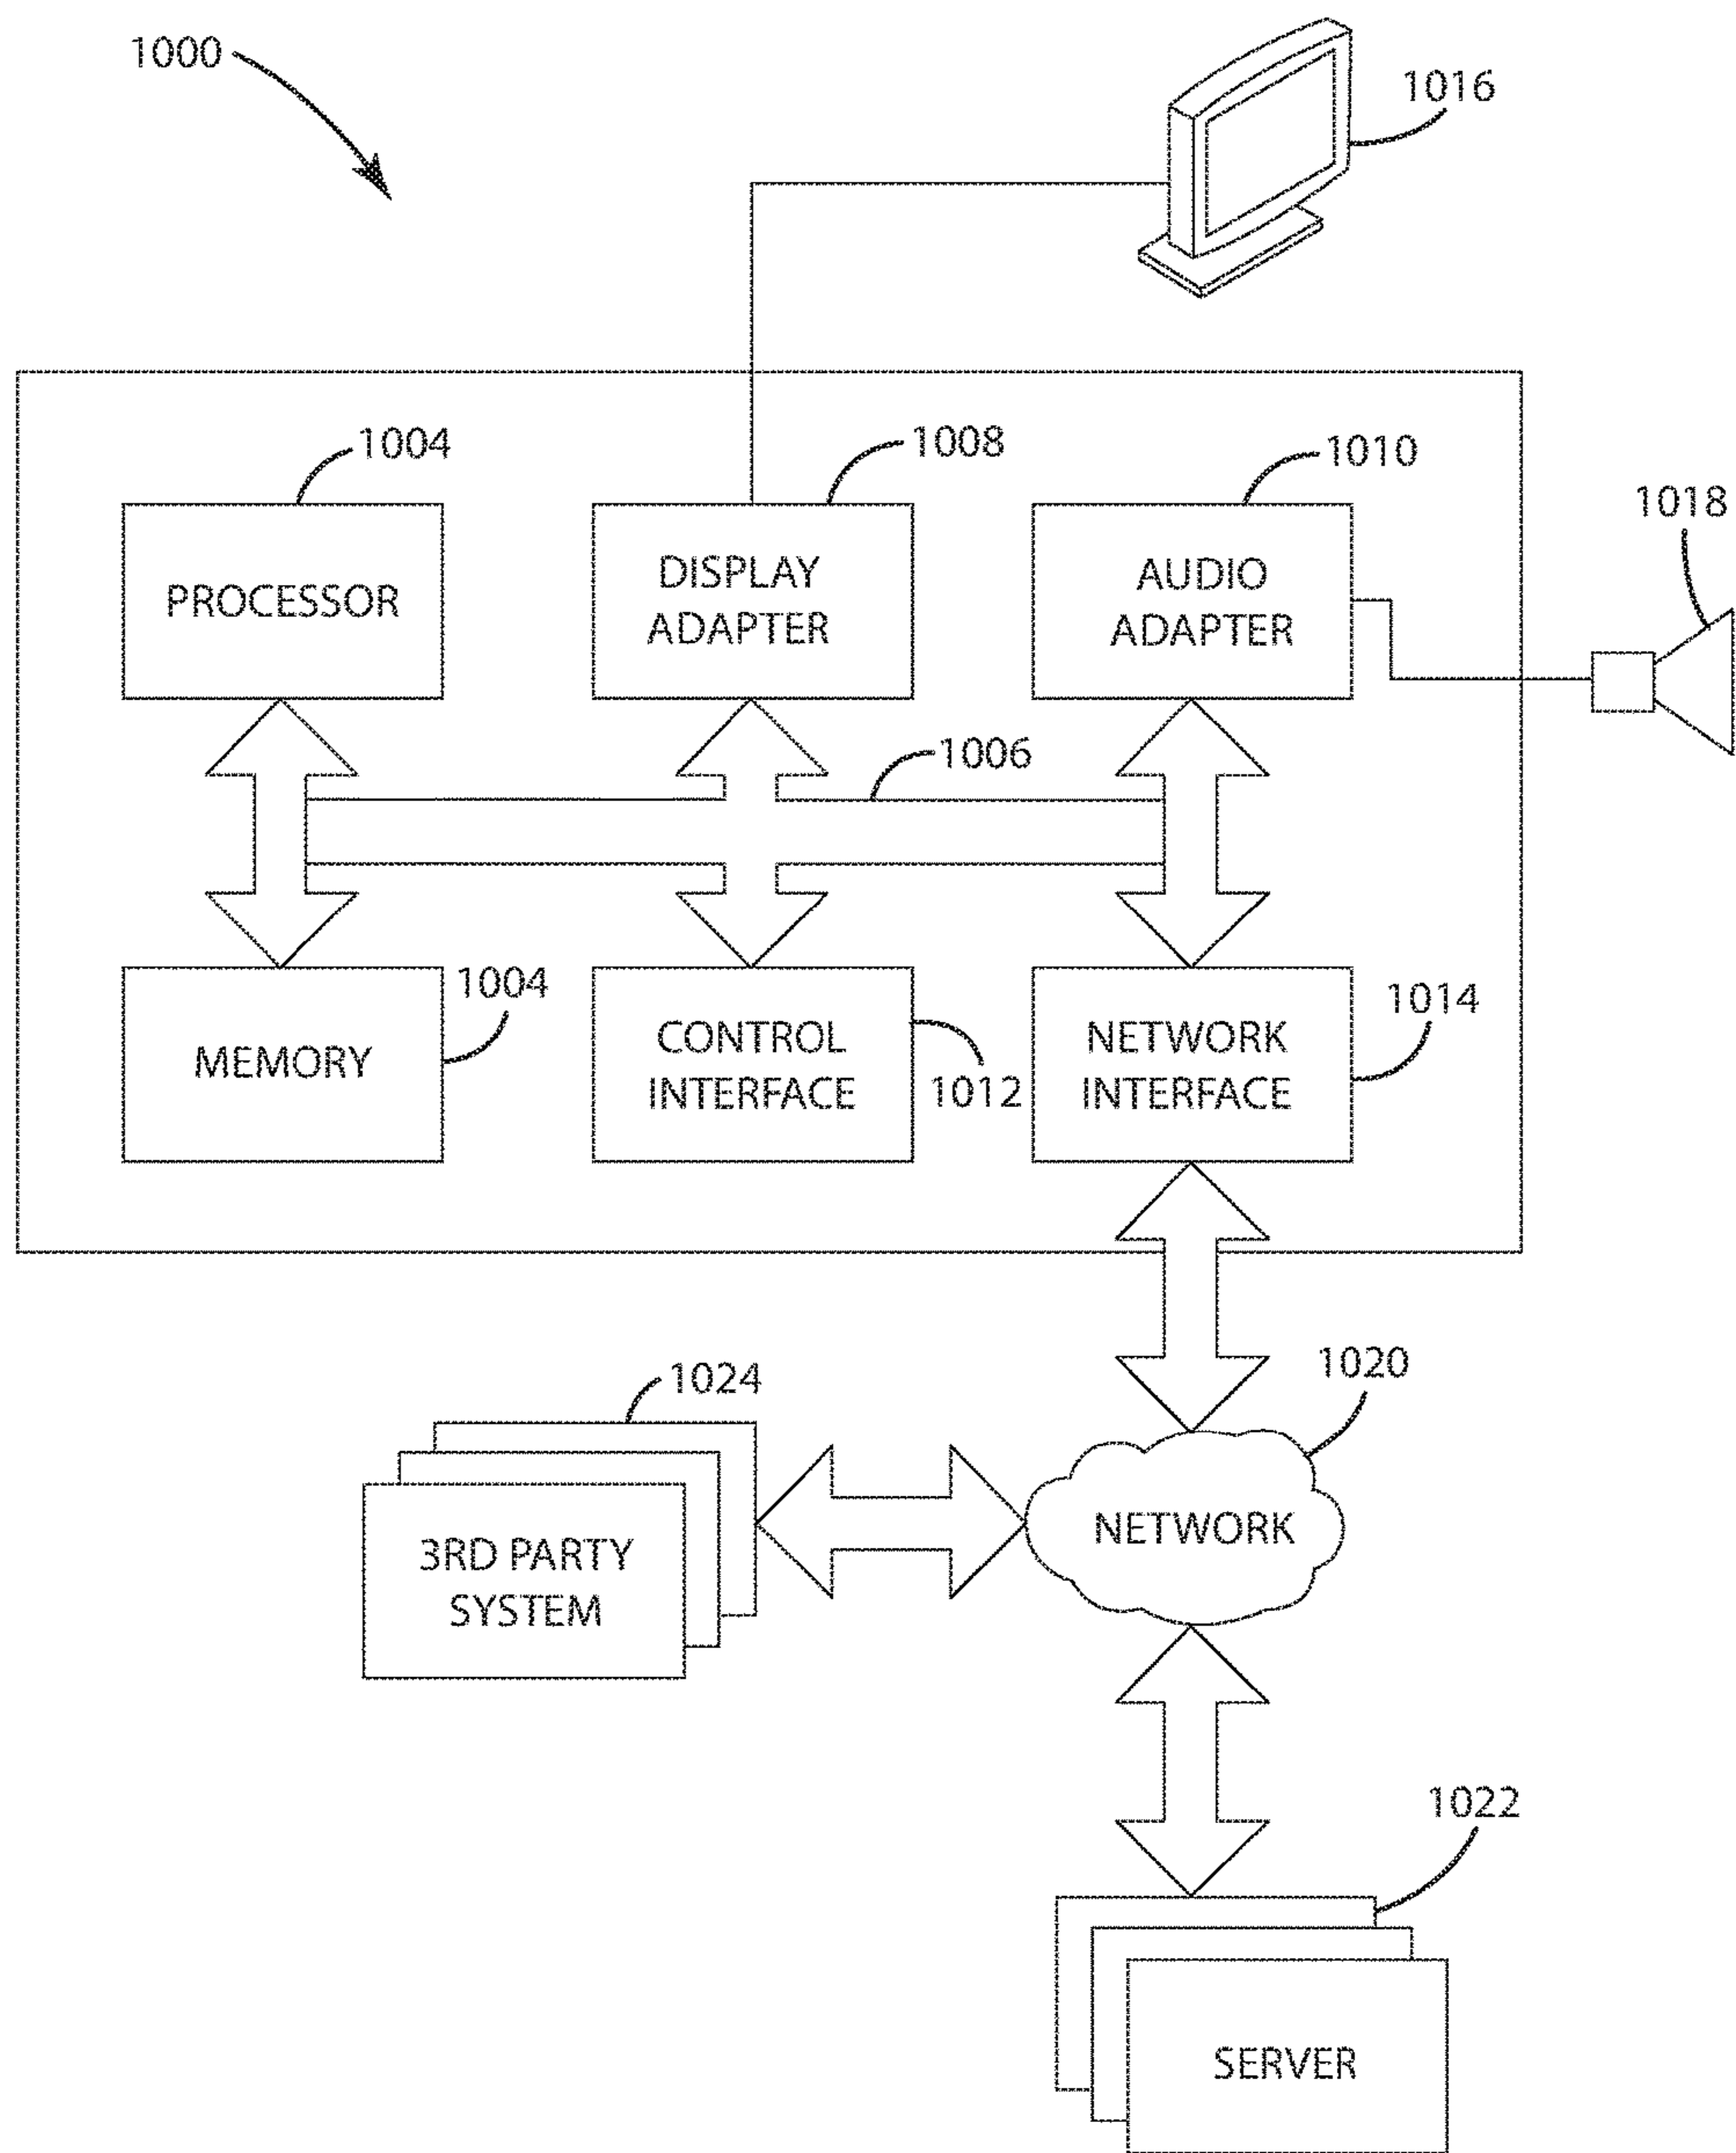 1000
1016
1004
1008
1010
1018
PROCESSOR
DISPLAY
ADAPTER
AUDIO
ADAPTER
1006
1004
1014
MEMORY
CONTROL
INTERFACE
1012
NETWORK
INTERFACE
1024
1020
3RD PARTY
SYSTEM
NETWORK
1022
SERVER